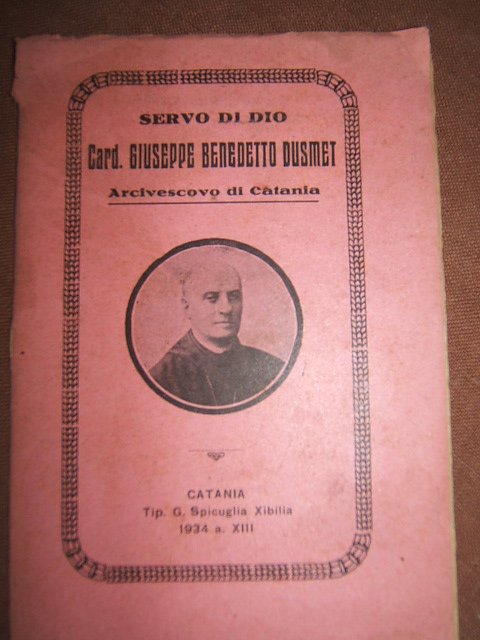 SERVO DI DIO
Card. GIUSEPPE BENEDETTO DUSMET
Arcivescovo di Catania
CATANIA
Tip. G. Spicuglia Xibilia
1934 a. XIII